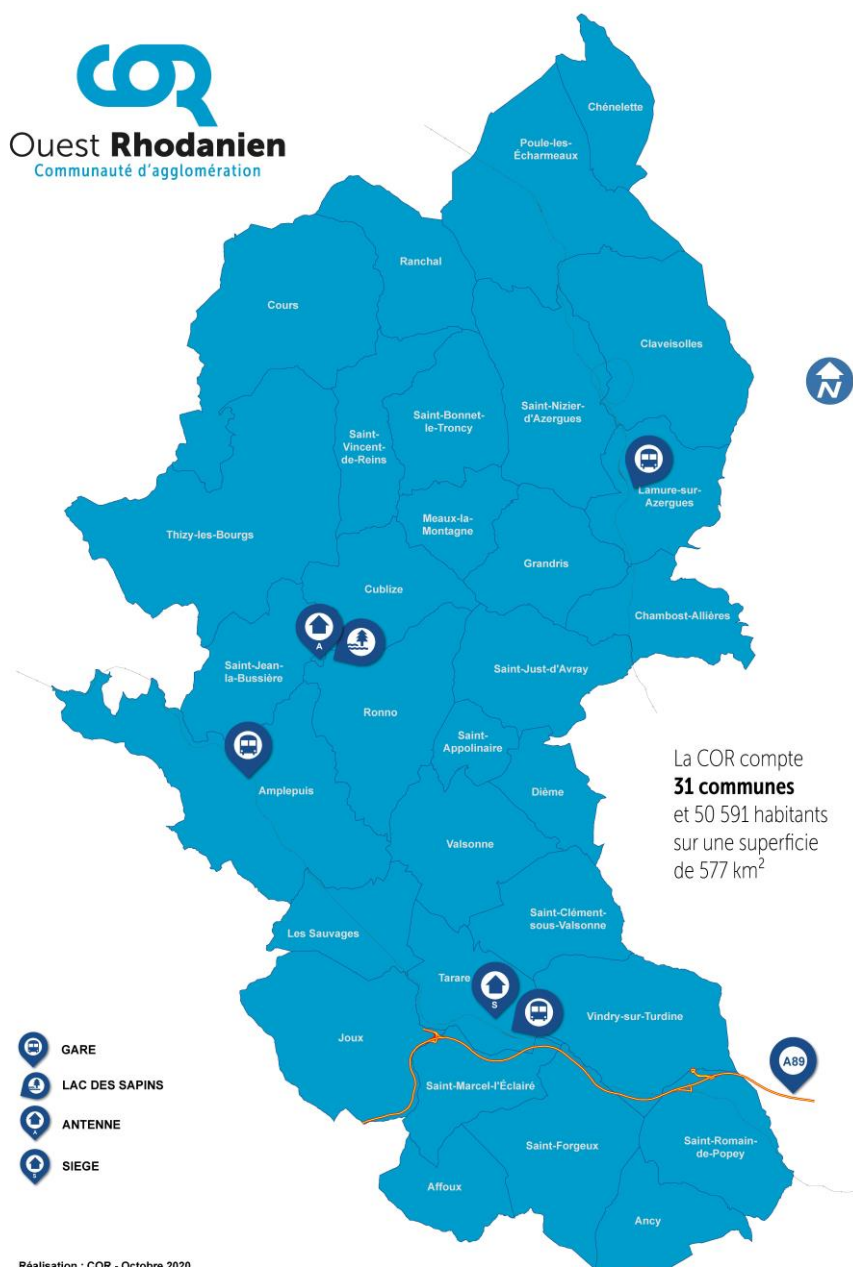 COR
Ouest Rhodanien
Communauté d'agglomération
Chénelette
Poule-les-
Écharmeaux
Ranchal
Cours
Claveisolles
N
Saint-Nizier-
d'Azergues
Saint-Bonnet-
le-Troncy
Saint-
Vincent-
de-Reins
Lamure-sur-
Azergues
Meaux-la-
Montagne
Thizy-les-Bourgs
Grandris
Cublize
Chambost-Allières
A
Saint-Jean-
la-Bussière
Saint-Just-d'Avray
Ronno
Saint-
Appolinaire
Amplepuis
Dième
La COR compte
31 communes
et 50 591 habitants
sur une superficie
de 577 km²
Valsonne
Saint-Clément-
sous-Valsonne
Les Sauvages
Tarare
S
Vindry-sur-Turdine
Joux
A89
Saint-Marcel-l'Éclairé
Saint-Forgeux
Saint-Romain-
de-Popey
Affoux
Ancy
GARE
LAC DES SAPINS
A
ANTENNE
S
SIEGE
Réalisation : COR - Octobre 2020